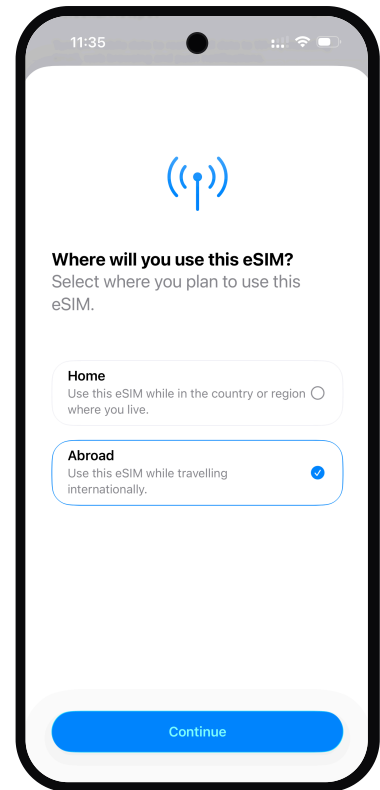 11:35
Where will you use this eSIM?
Select where you plan to use this
eSIM.
Home
Use this eSIM while in the country or region
where you live.
Abroad
Use this eSIM while travelling
internationally.
Continue